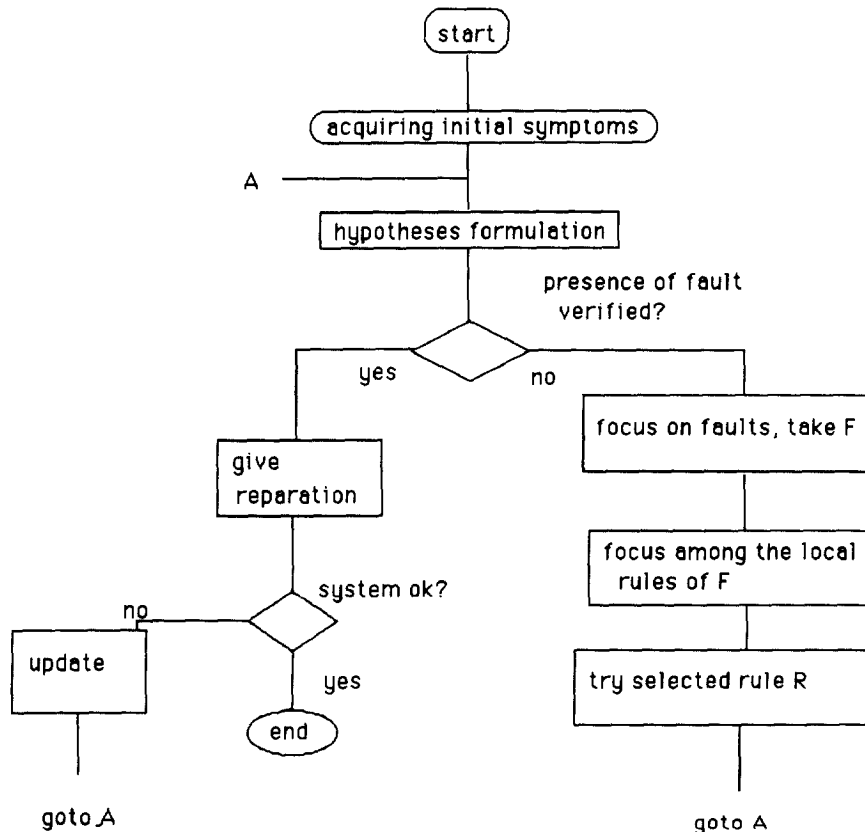 start
acquiring initial symptoms
A
hypotheses formulation
presence of fault
verified?
yes
no
focus on faults, take F
give
reparation
focus among the local
rules of F
system ok?
no
update
yes
try selected rule R
end
goto A
goto A